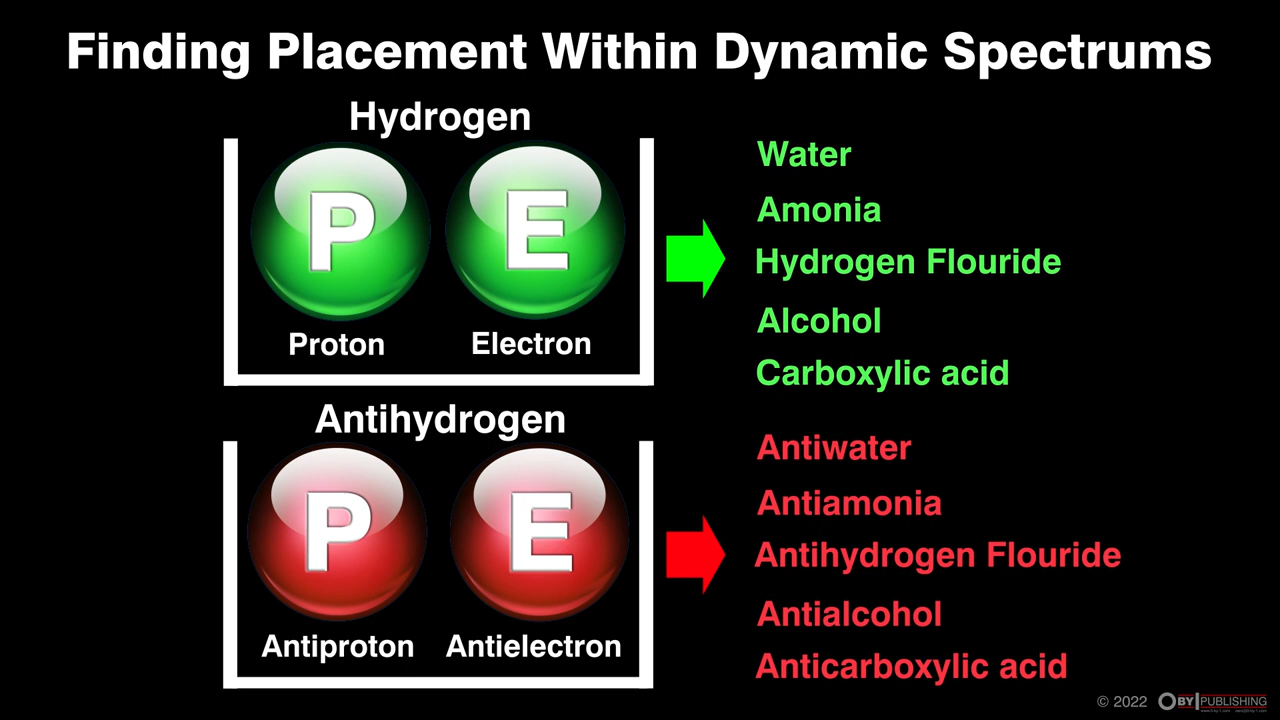 Finding Placement Within Dynamic Spectrums
Hydrogen
P E
Proton Electron
Water
Amonia
Hydrogen Flouride
Alcohol
Carboxylic acid
Antihydrogen
P E
Antiproton Antielectron
Antiwater
Antiamonia
Antihydrogen Flouride
Antialcohol
Anticarboxylic acid
© 2022 BY PUBLISHING